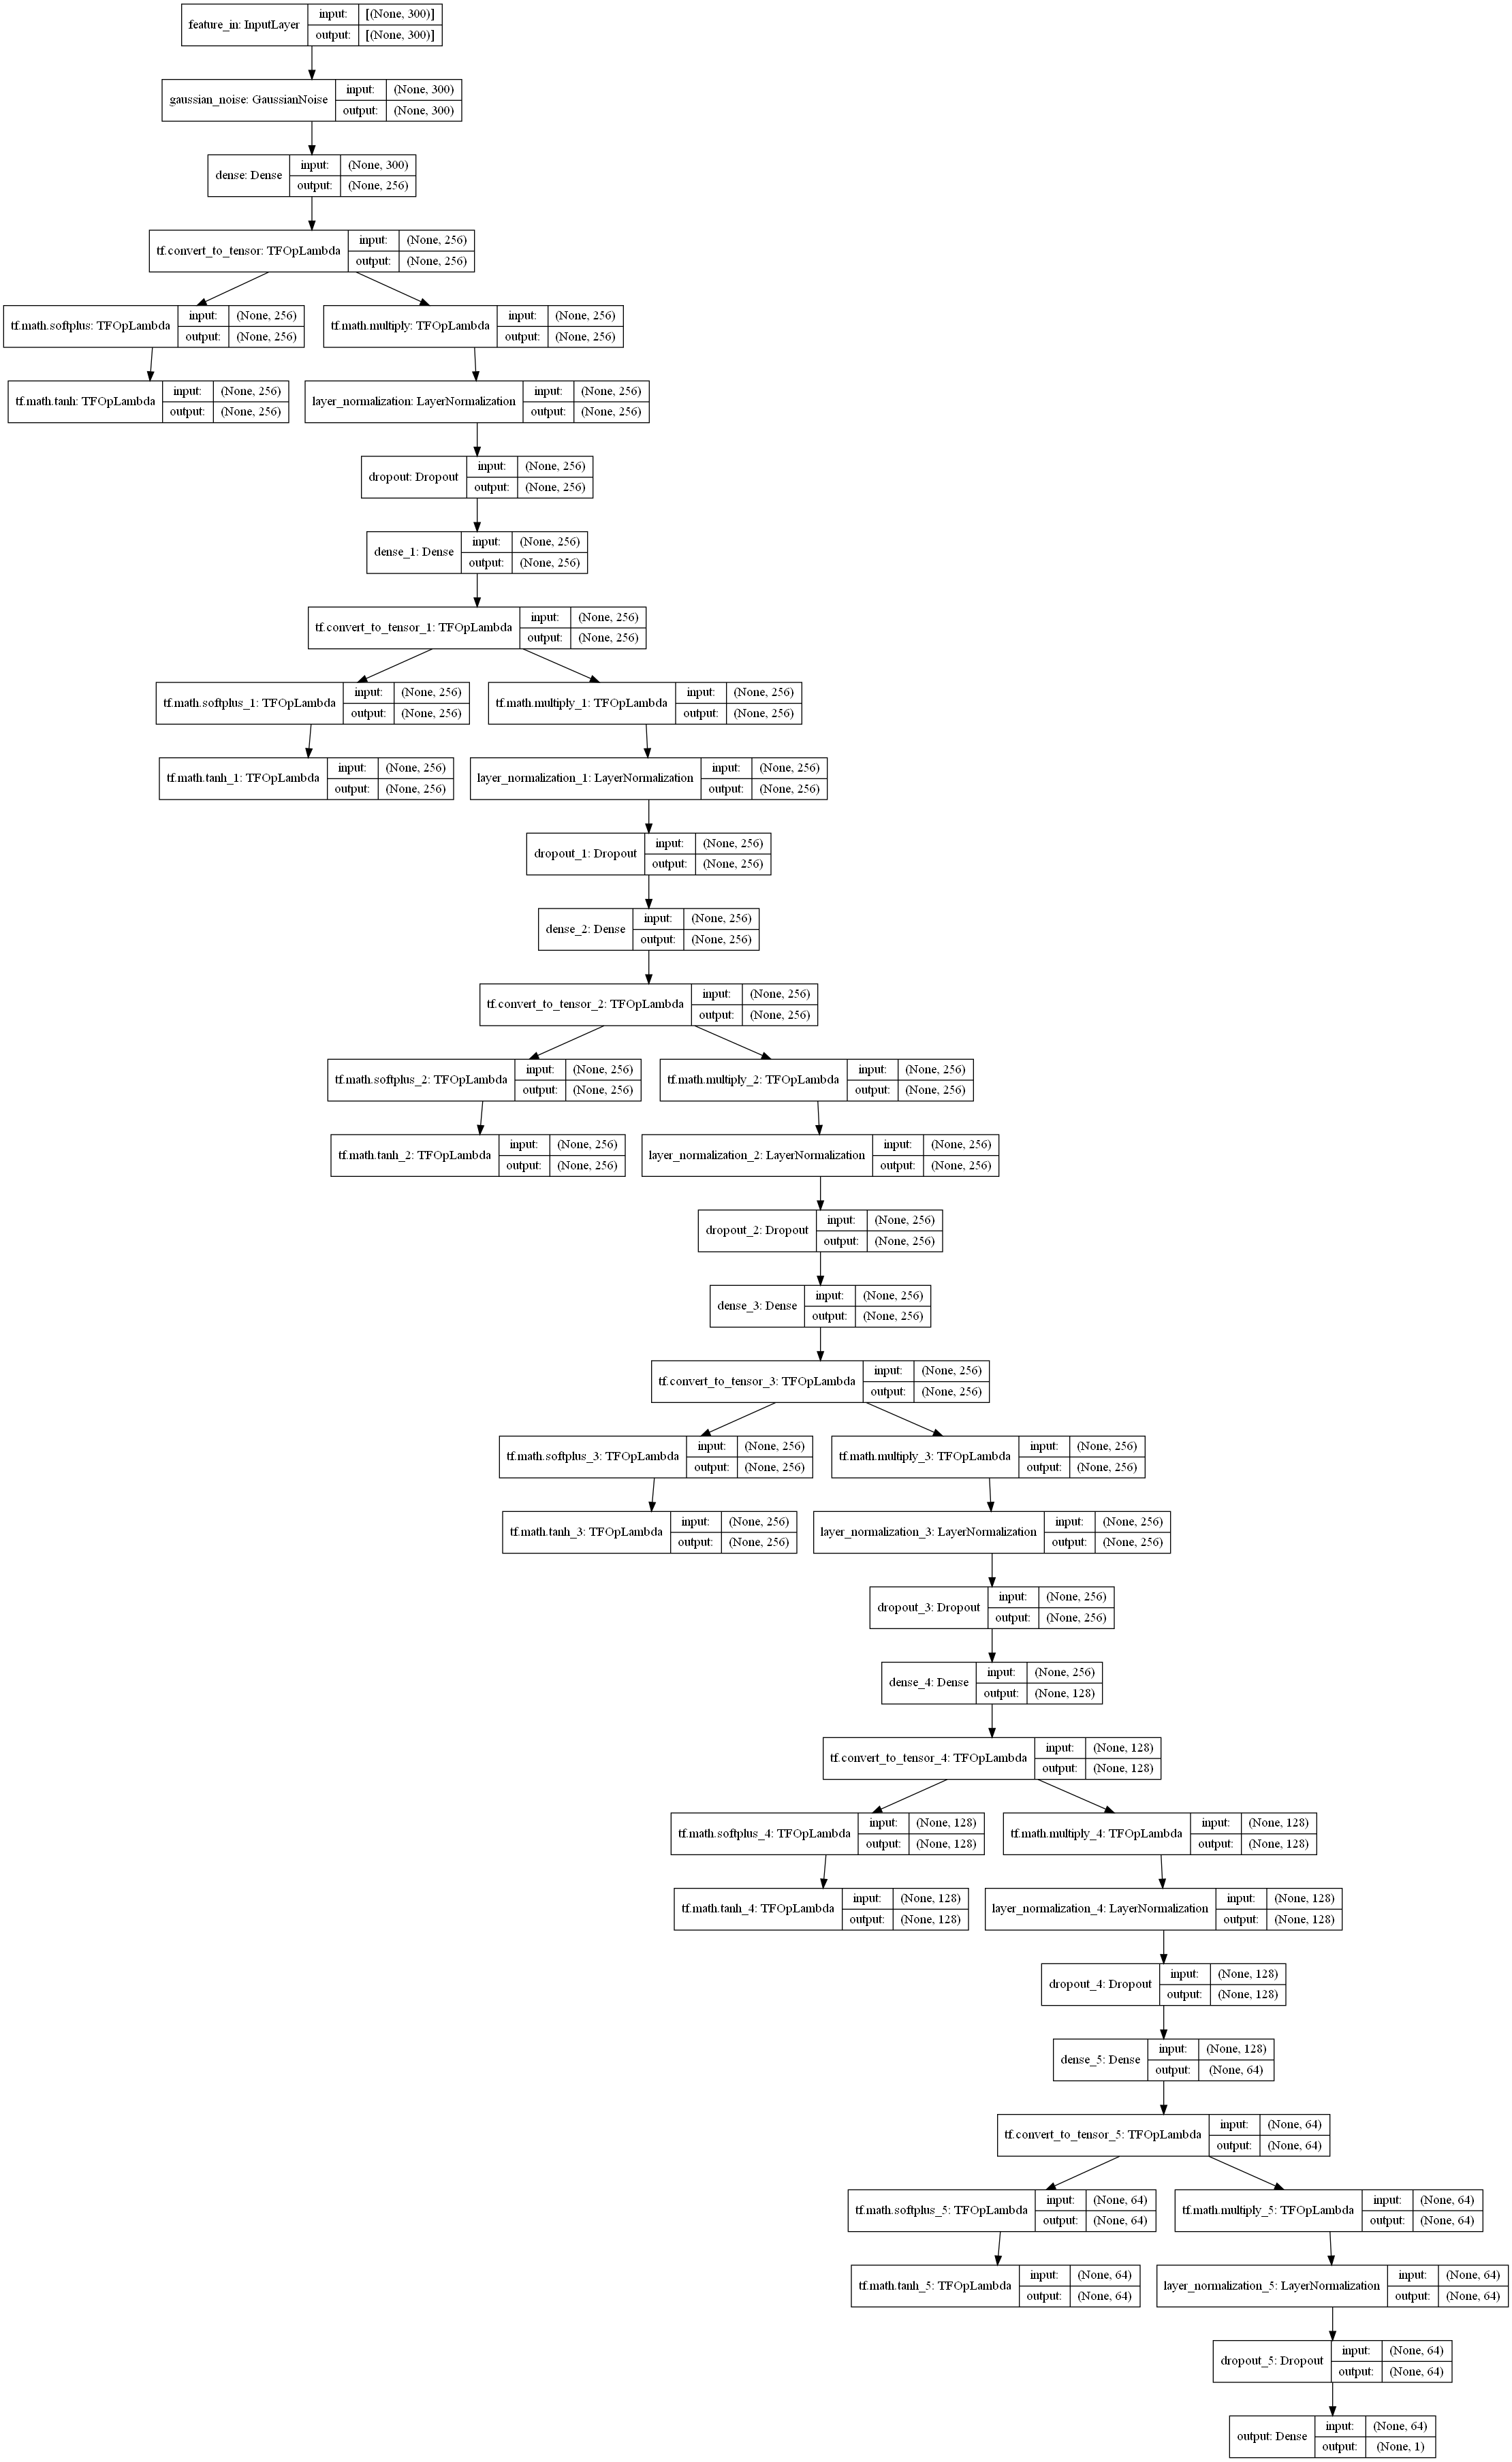 feature_in: InputLayer
input: [(None, 300)]
output: [(None, 300)]
gaussian_noise: GaussianNoise
input: (None, 300)
output: (None, 300)
dense: Dense
input: (None, 300)
output: (None, 256)
tf.convert_to_tensor: TFOpLambda
input: (None, 256)
output: (None, 256)
tf.math.softplus: TFOpLambda
input: (None, 256)
output: (None, 256)
tf.math.multiply: TFOpLambda
input: (None, 256)
output: (None, 256)
tf.math.tanh: TFOpLambda
input: (None, 256)
output: (None, 256)
layer_normalization: LayerNormalization
input: (None, 256)
output: (None, 256)
dropout: Dropout
input: (None, 256)
output: (None, 256)
dense_1: Dense
input: (None, 256)
output: (None, 256)
tf.convert_to_tensor_1: TFOpLambda
input: (None, 256)
output: (None, 256)
tf.math.softplus_1: TFOpLambda
input: (None, 256)
output: (None, 256)
tf.math.multiply_1: TFOpLambda
input: (None, 256)
output: (None, 256)
tf.math.tanh_1: TFOpLambda
input: (None, 256)
output: (None, 256)
layer_normalization_1: LayerNormalization
input: (None, 256)
output: (None, 256)
dropout_1: Dropout
input: (None, 256)
output: (None, 256)
dense_2: Dense
input: (None, 256)
output: (None, 256)
tf.convert_to_tensor_2: TFOpLambda
input: (None, 256)
output: (None, 256)
tf.math.softplus_2: TFOpLambda
input: (None, 256)
output: (None, 256)
tf.math.multiply_2: TFOpLambda
input: (None, 256)
output: (None, 256)
tf.math.tanh_2: TFOpLambda
input: (None, 256)
output: (None, 256)
layer_normalization_2: LayerNormalization
input: (None, 256)
output: (None, 256)
dropout_2: Dropout
input: (None, 256)
output: (None, 256)
dense_3: Dense
input: (None, 256)
output: (None, 256)
tf.convert_to_tensor_3: TFOpLambda
input: (None, 256)
output: (None, 256)
tf.math.softplus_3: TFOpLambda
input: (None, 256)
output: (None, 256)
tf.math.multiply_3: TFOpLambda
input: (None, 256)
output: (None, 256)
tf.math.tanh_3: TFOpLambda
input: (None, 256)
output: (None, 256)
layer_normalization_3: LayerNormalization
input: (None, 256)
output: (None, 256)
dropout_3: Dropout
input: (None, 256)
output: (None, 256)
dense_4: Dense
input: (None, 256)
output: (None, 128)
tf.convert_to_tensor_4: TFOpLambda
input: (None, 128)
output: (None, 128)
tf.math.softplus_4: TFOpLambda
input: (None, 128)
output: (None, 128)
tf.math.multiply_4: TFOpLambda
input: (None, 128)
output: (None, 128)
tf.math.tanh_4: TFOpLambda
input: (None, 128)
output: (None, 128)
layer_normalization_4: LayerNormalization
input: (None, 128)
output: (None, 128)
dropout_4: Dropout
input: (None, 128)
output: (None, 128)
dense_5: Dense
input: (None, 128)
output: (None, 64)
tf.convert_to_tensor_5: TFOpLambda
input: (None, 64)
output: (None, 64)
tf.math.softplus_5: TFOpLambda
input: (None, 64)
output: (None, 64)
tf.math.multiply_5: TFOpLambda
input: (None, 64)
output: (None, 64)
tf.math.tanh_5: TFOpLambda
input: (None, 64)
output: (None, 64)
layer_normalization_5: LayerNormalization
input: (None, 64)
output: (None, 64)
dropout_5: Dropout
input: (None, 64)
output: (None, 64)
output: Dense
input: (None, 64)
output: (None, 1)